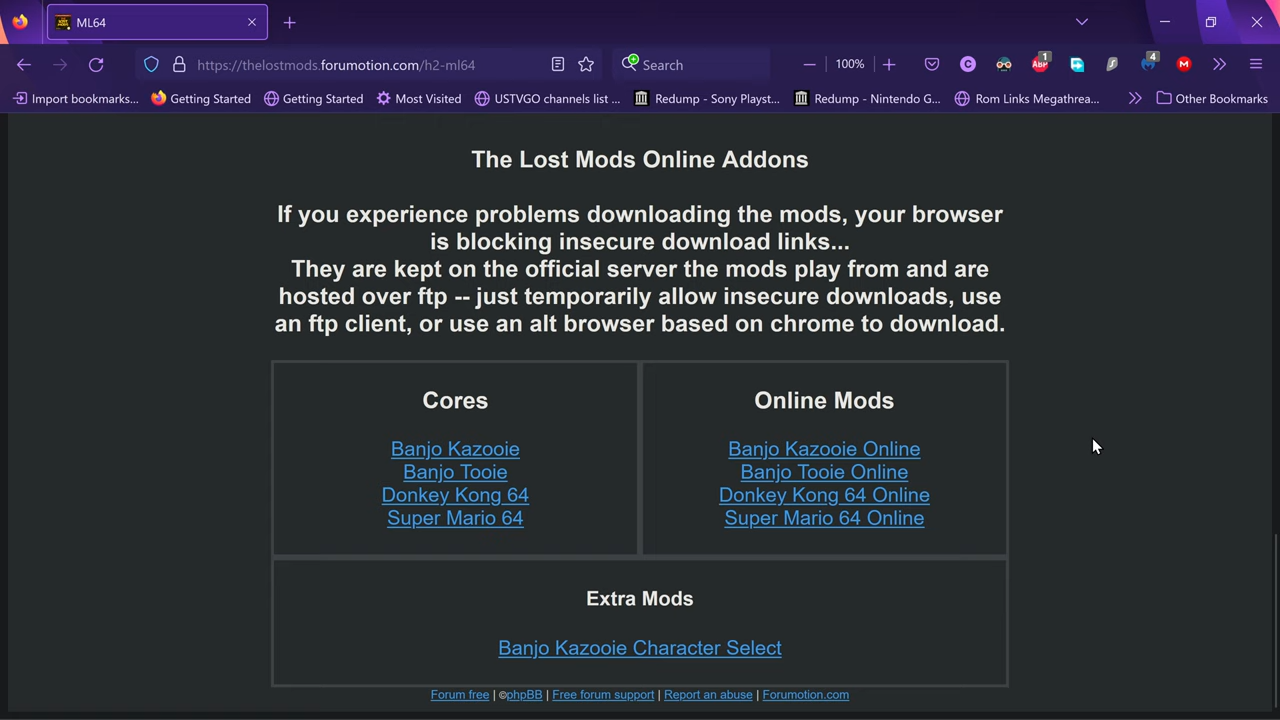 ML64
https://thelostmods.forumotion.com/h2-ml64
Search
100%
1
4
Import bookmarks...
Getting Started
Getting Started
Most Visited
USTVGO channels list ...
Redump - Sony Playst...
Redump - Nintendo G...
Rom Links Megathrea...
Other Bookmarks
The Lost Mods Online Addons
If you experience problems downloading the mods, your browser
is blocking insecure download links...
They are kept on the official server the mods play from and are
hosted over ftp -- just temporarily allow insecure downloads, use
an ftp client, or use an alt browser based on chrome to download.
Cores
Banjo Kazooie
Banjo Tooie
Donkey Kong 64
Super Mario 64
Online Mods
Banjo Kazooie Online
Banjo Tooie Online
Donkey Kong 64 Online
Super Mario 64 Online
Extra Mods
Banjo Kazooie Character Select
Forum free | ©phpBB | Free forum support | Report an abuse | Forumotion.com